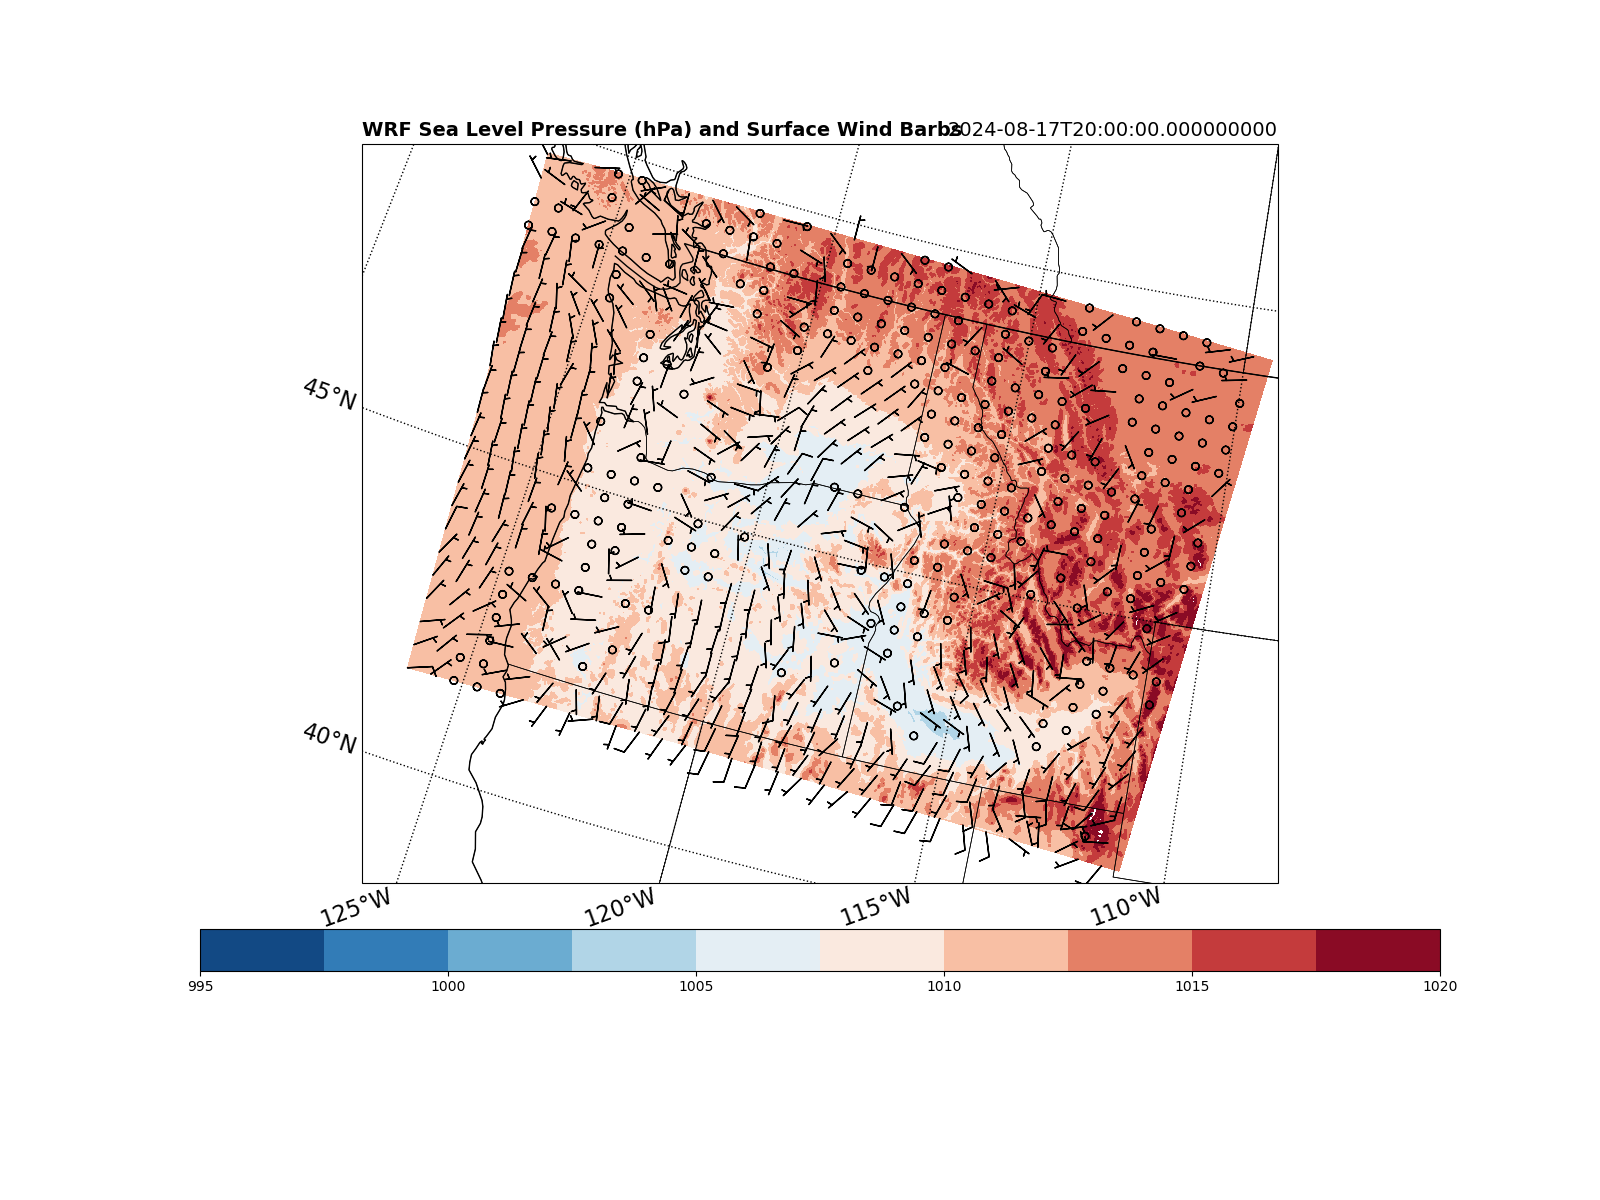 WRF Sea Level Pressure (hPa) and Surface Wind Barbs 2024-08-17T20:00:00.000000000
45°N
40°N
125°W 120°W 115°W 110°W
995 1000 1005 1010 1015 1020